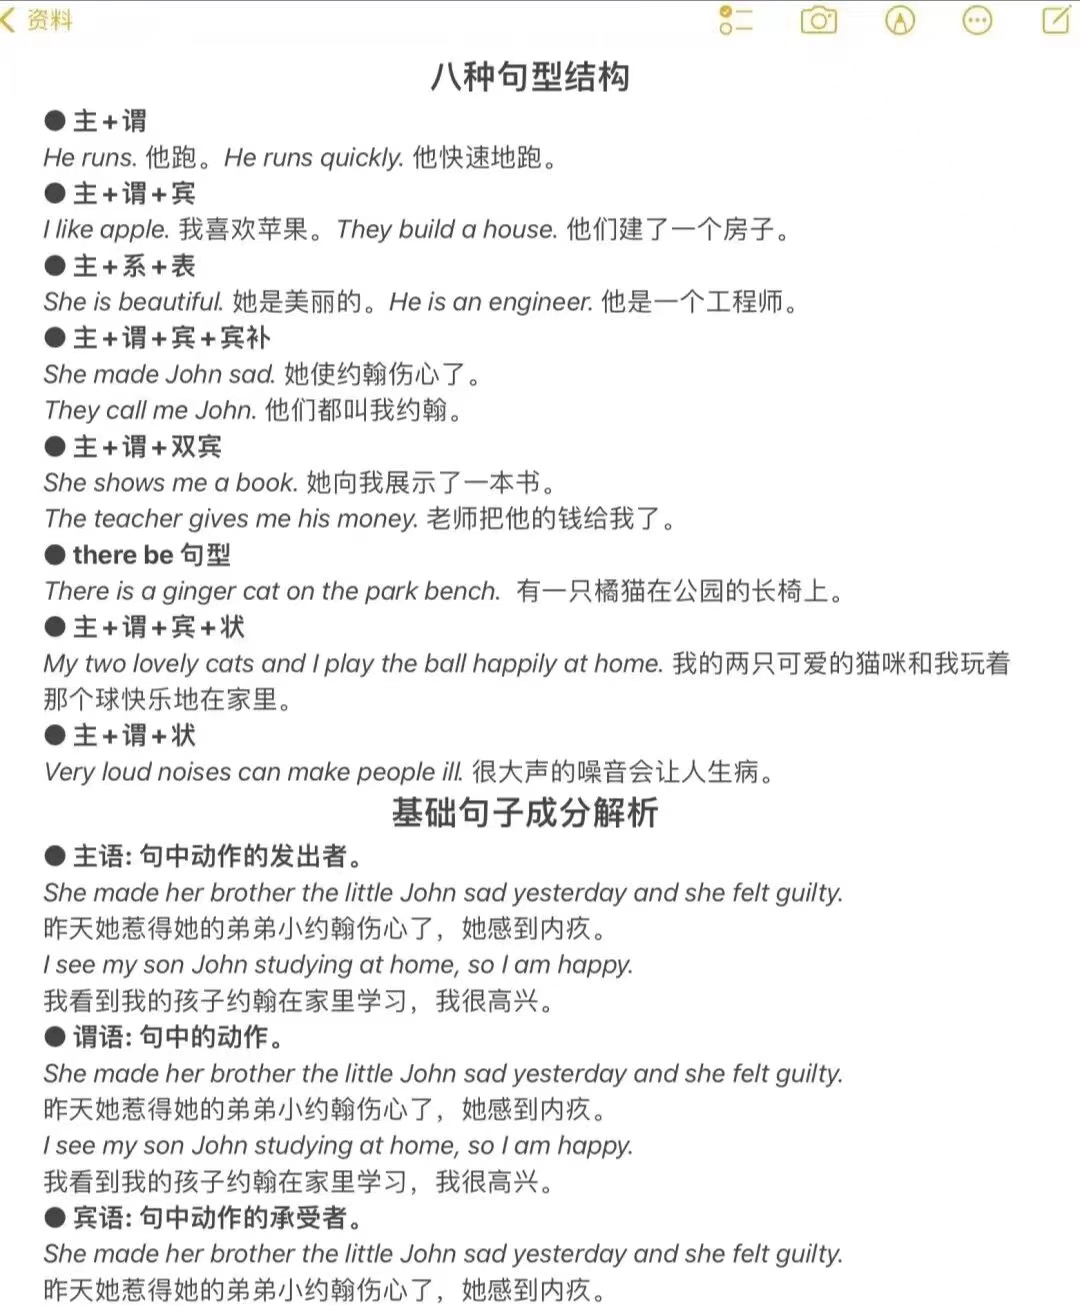 资料
八种句型结构
● 主+谓
He runs. 他跑。He runs quickly. 他快速地跑。
● 主+谓+宾
I like apple. 我喜欢苹果。They build a house. 他们建了一个房子。
● 主+系+表
She is beautiful. 她是美丽的。He is an engineer. 他是一个工程师。
● 主+谓+宾+宾补
She made John sad. 她使约翰伤心了。
They call me John. 他们都叫我约翰。
● 主+谓+双宾
She shows me a book. 她向我展示了一本书。
The teacher gives me his money. 老师把他的钱给我了。
● there be 句型
There is a ginger cat on the park bench. 有一只橘猫在公园的长椅上。
● 主+谓+宾+状
My two lovely cats and I play the ball happily at home. 我的两只可爱的猫咪和我玩着
那个球快乐地在家里。
● 主+谓+状
Very loud noises can make people ill. 很大声的噪音会让人生病。
基础句子成分解析
● 主语: 句中动作的发出者。
She made her brother the little John sad yesterday and she felt guilty.
昨天她惹得她的弟弟小约翰伤心了，她感到内疚。
I see my son John studying at home, so I am happy.
我看到我的孩子约翰在家里学习，我很高兴。
● 谓语: 句中的动作。
She made her brother the little John sad yesterday and she felt guilty.
昨天她惹得她的弟弟小约翰伤心了，她感到内疚。
I see my son John studying at home, so I am happy.
我看到我的孩子约翰在家里学习，我很高兴。
● 宾语: 句中动作的承受者。
She made her brother the little John sad yesterday and she felt guilty.
昨天她惹得她的弟弟小约翰伤心了，她感到内疚。